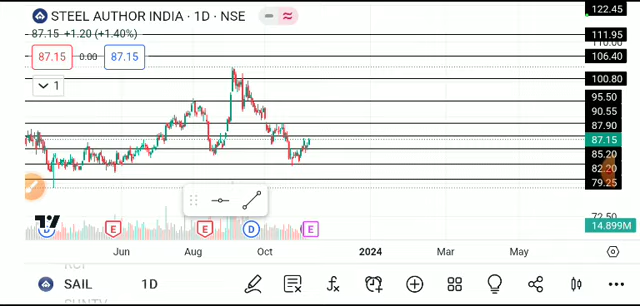 STEEL AUTHOR INDIA · 1D · NSE
87.15 +1.20 (+1.40%)
87.15 0.00 87.15
1
122.45
111.95
110.00
106.40
100.80
95.50
90.55
87.90
87.15
85.20
82.20
79.25
72.50
14.899M
D E E D E
Jun Aug Oct 2024 Mar May
SAIL 1D